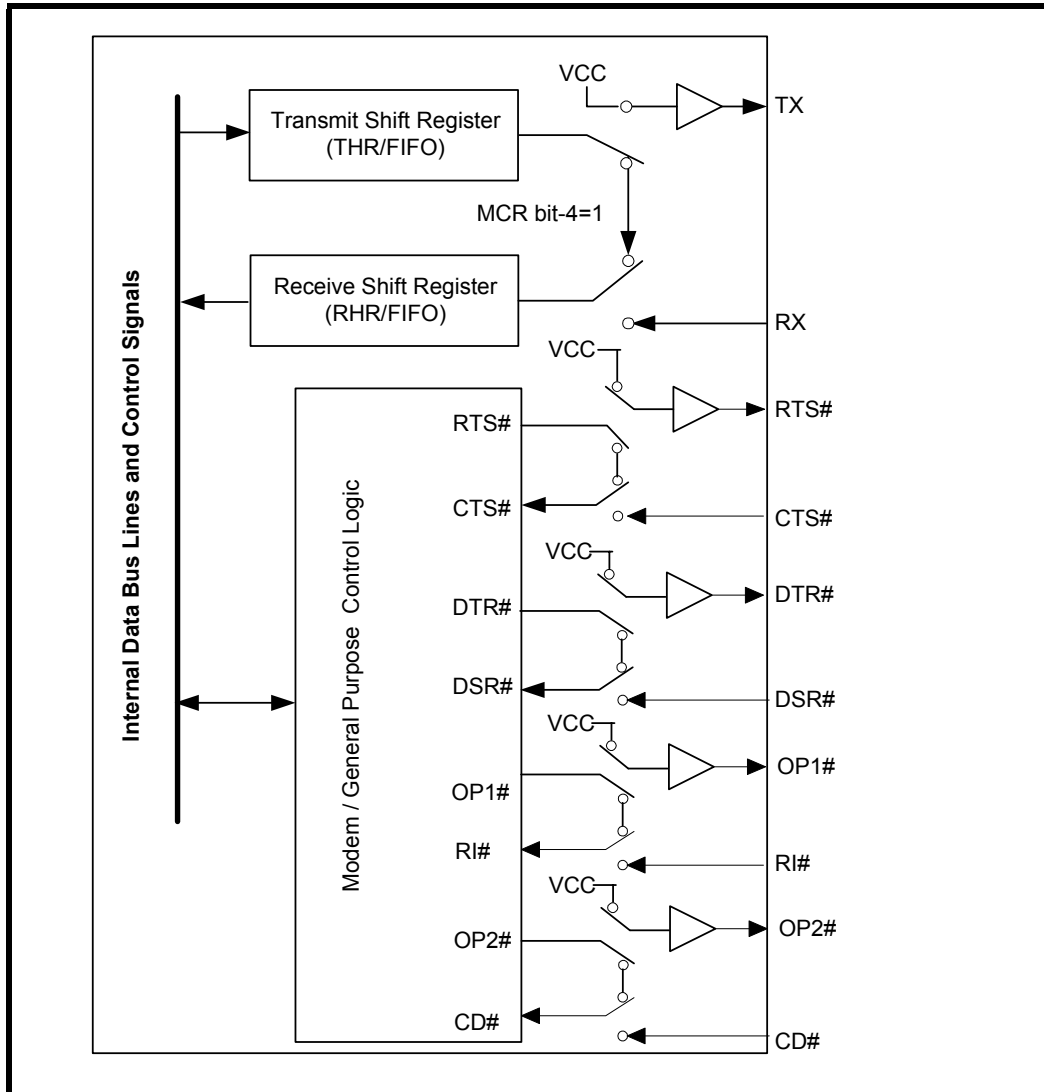 VCC
TX
Transmit Shift Register
(THR/FIFO)
MCR bit-4=1
Receive Shift Register
(RHR/FIFO)
RX
VCC
RTS#
RTS#
CTS#
CTS#
VCC
DTR#
DTR#
DSR#
DSR#
VCC
OP1#
OP1#
RI#
RI#
VCC
OP2#
OP2#
CD#
CD#
Internal Data Bus Lines and Control Signals
Modem / General Purpose Control Logic